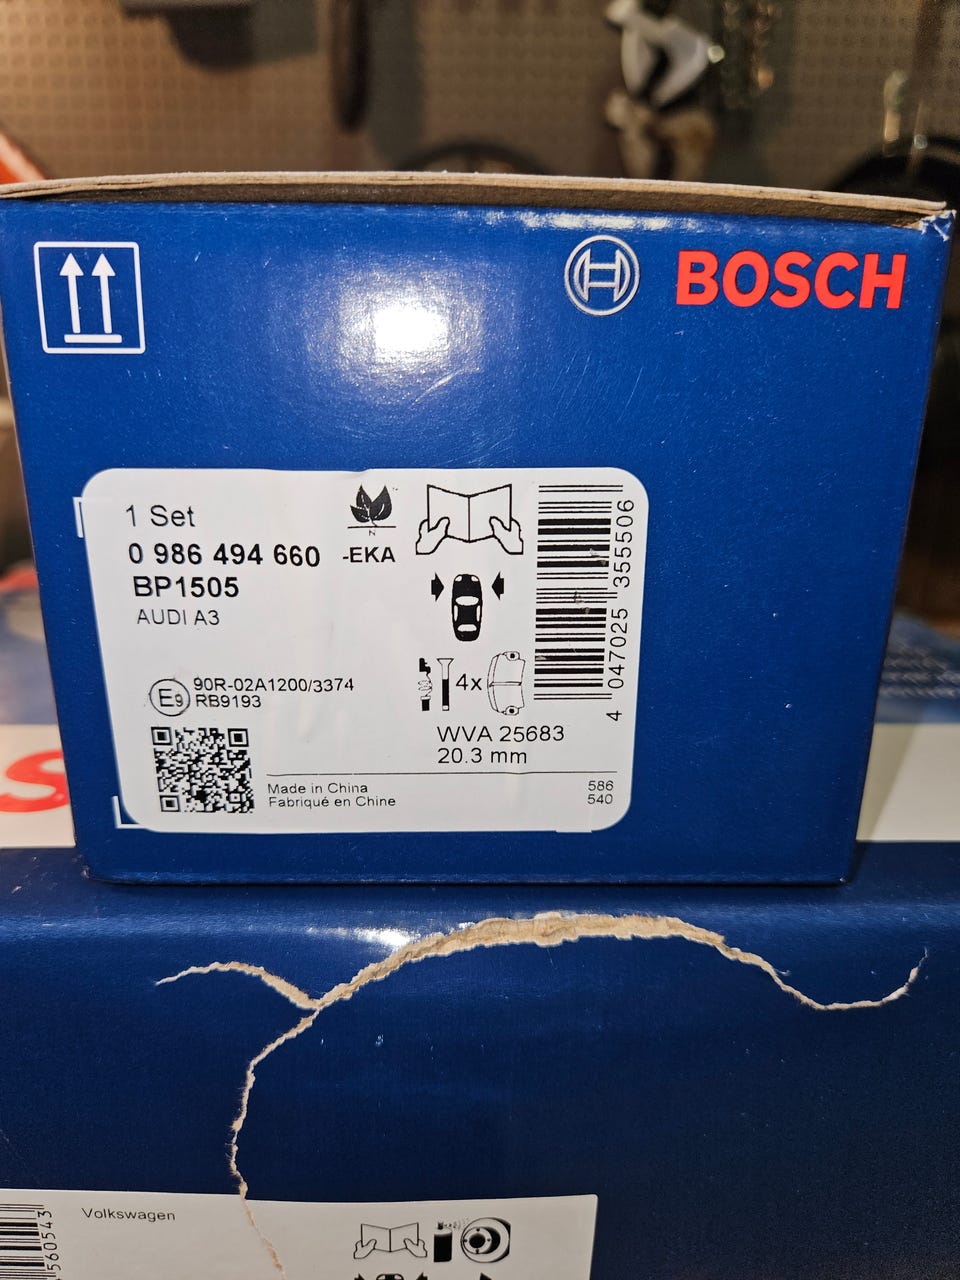 BOSCH
1 Set
0 986 494 660 -EKA
BP1505
AUDI A3
E9 90R-02A1200/3374
RB9193
4x
WVA 25683
20.3 mm
Made in China
Fabriqué en Chine
586
540
4 047025 355506
S
Volkswagen
560543